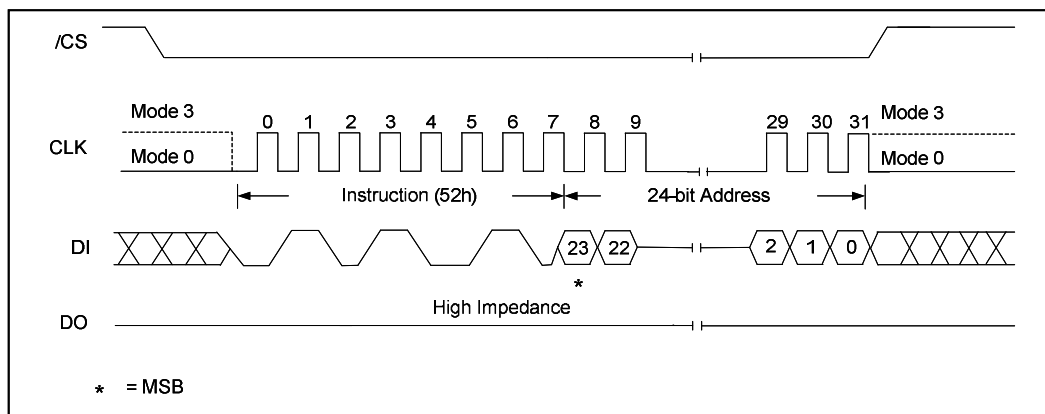 /CS
Mode 3
0 1 2 3 4 5 6 7 8 9 29 30 31
Mode 3
CLK
Mode 0
Mode 0
Instruction (52h)
24-bit Address
DI
23 22 2 1 0
*
High Impedance
DO
* = MSB